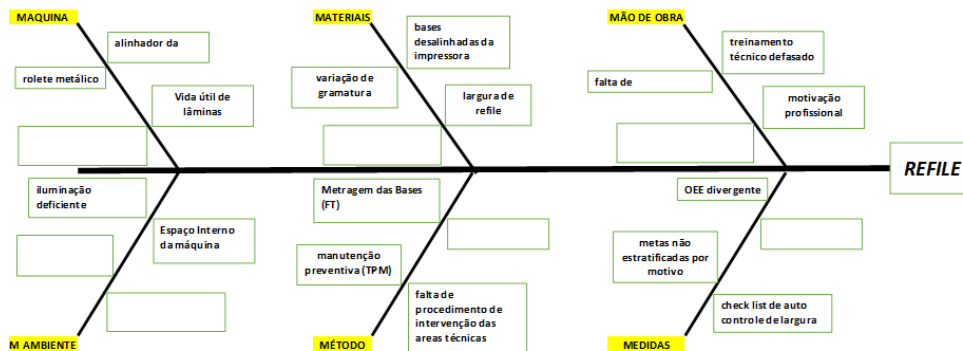 MAQUINA
MATERIAIS
MÃO DE OBRA
alinhador da
rolete metálico
Vida útil de
lâminas
bases
desalinhadas da
impressora
variação de
gramatura
largura de
refile
treinamento
técnico defasado
falta de
motivação
profissional
REFILE
iluminação
deficiente
Espaço Interno
da máquina
Metragem das Bases
(FT)
manutenção
preventiva (TPM)
falta de
procedimento de
intervenção das
areas técnicas
OEE divergente
metas não
estratificadas por
motivo
check list de auto
controle de largura
M AMBIENTE
MÉTODO
MEDIDAS